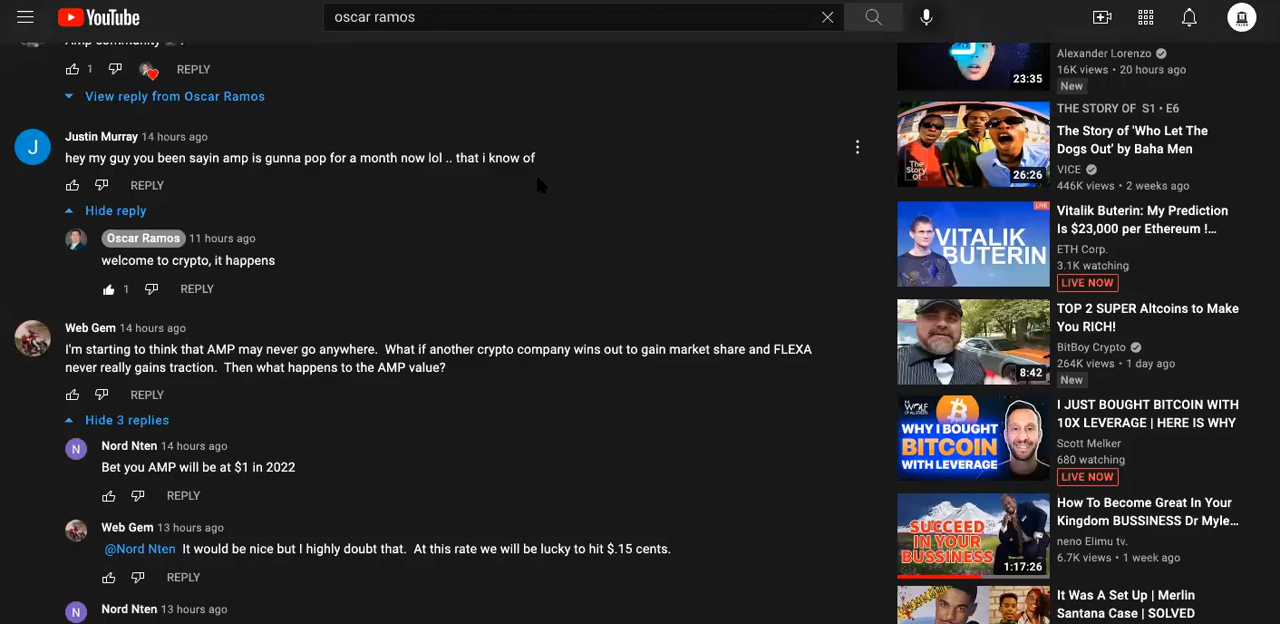 YouTube
oscar ramos
1
REPLY
View reply from Oscar Ramos
Justin Murray 14 hours ago
hey my guy you been sayin amp is gunna pop for a month now lol .. that i know of
REPLY
Hide reply
Oscar Ramos 11 hours ago
welcome to crypto, it happens
1 REPLY
Web Gem 14 hours ago
I'm starting to think that AMP may never go anywhere. What if another crypto company wins out to gain market share and FLEXA
never really gains traction. Then what happens to the AMP value?
REPLY
Hide 3 replies
N
Nord Nten 14 hours ago
Bet you AMP will be at $1 in 2022
REPLY
Web Gem 13 hours ago
@Nord Nten It would be nice but I highly doubt that. At this rate we will be lucky to hit $.15 cents.
REPLY
N
Nord Nten 13 hours ago
J
23:35
Alexander Lorenzo
16K views • 20 hours ago
New
The Story of
26:26
THE STORY OF S1 • E6
The Story of 'Who Let The
Dogs Out' by Baha Men
VICE
446K views • 2 weeks ago
LIVE
VITALIK
BUTERIN
Vitalik Buterin: My Prediction
Is $23,000 per Ethereum !...
ETH Corp.
3.1K watching
LIVE NOW
8:42
TOP 2 SUPER Altcoins to Make
You RICH!
BitBoy Crypto
264K views • 1 day ago
New
WHY I BOUGHT
BITCOIN
WITH LEVERAGE
I JUST BOUGHT BITCOIN WITH
10X LEVERAGE | HERE IS WHY
Scott Melker
680 watching
LIVE NOW
SUCCEED
IN YOUR
BUSSINESS
1:17:26
How To Become Great In Your
Kingdom BUSSINESS Dr Myle...
neno Elimu tv.
6.7K views • 1 week ago
It Was A Set Up | Merlin
Santana Case | SOLVED